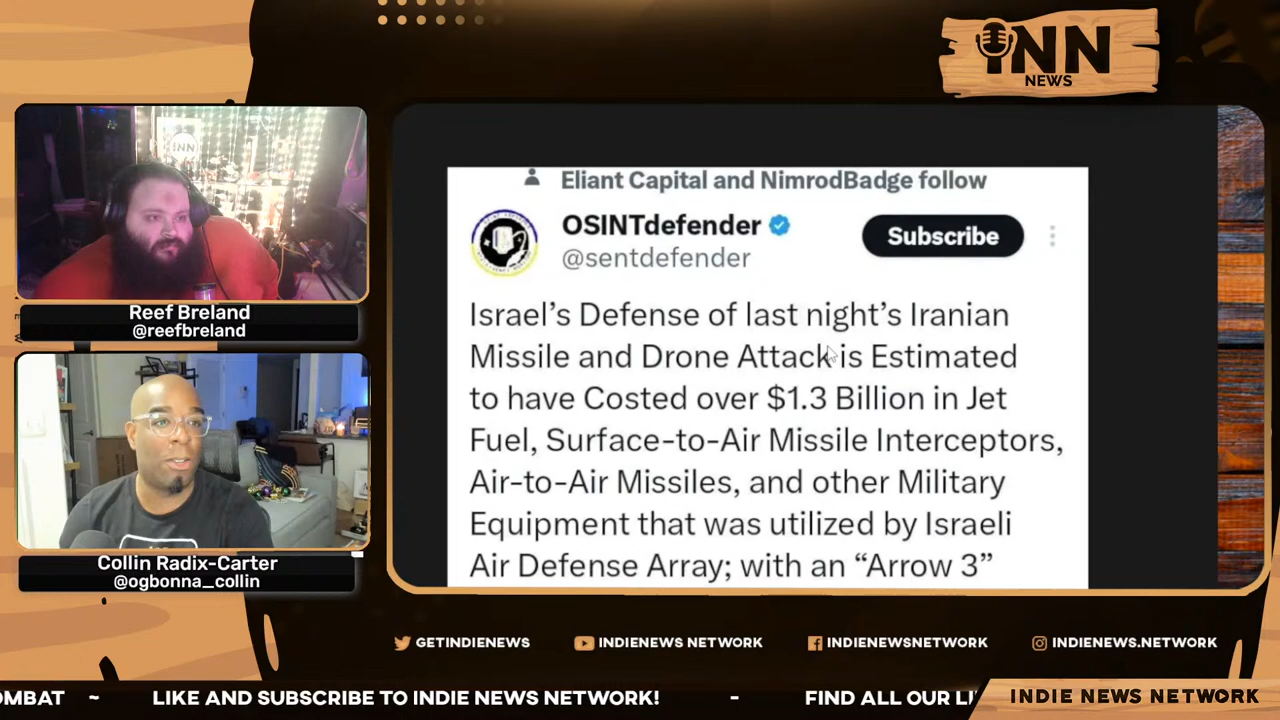 iNN
NEWS
iNN
Reef Breland
@reefbreland
Collin Radix-Carter
@ogbonna_collin
Eliant Capital and NimrodBadge follow
OSINTdefender
@sentdefender
Subscribe
Israel’s Defense of last night’s Iranian
Missile and Drone Attack is Estimated
to have Costed over $1.3 Billion in Jet
Fuel, Surface-to-Air Missile Interceptors,
Air-to-Air Missiles, and other Military
Equipment that was utilized by Israeli
Air Defense Array; with an “Arrow 3”
GETINDIENEWS
INDIENEWS NETWORK
INDIENEWSNETWORK
INDIENEWS.NETWORK
OMBAT ~ LIKE AND SUBSCRIBE TO INDIE NEWS NETWORK! - FIND ALL OUR LI
INDIE NEWS NETWORK